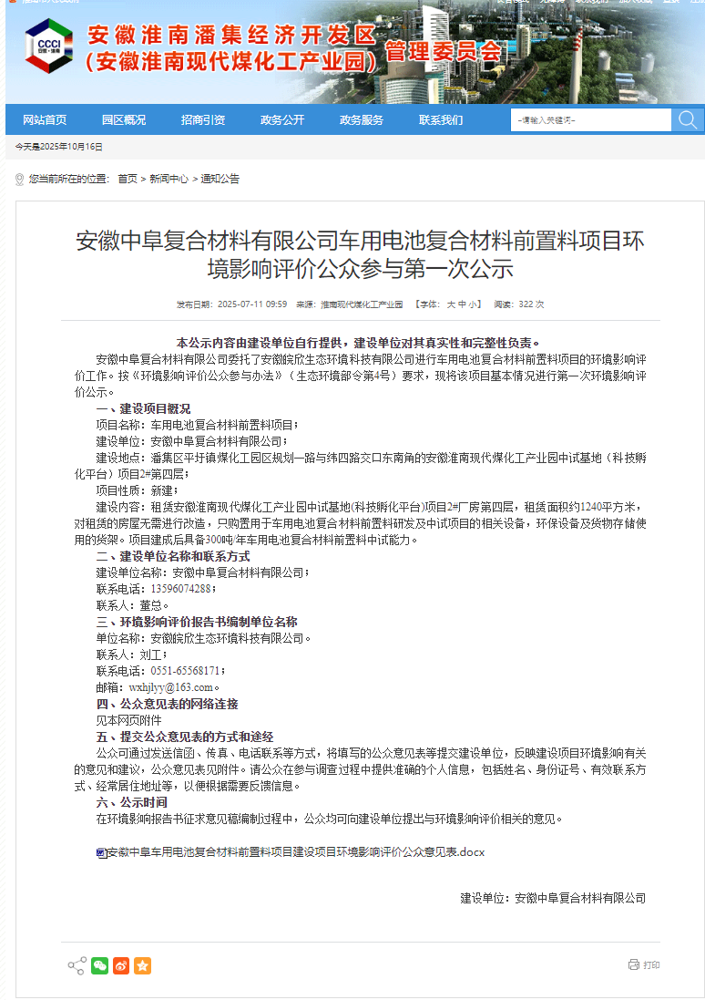 CCCI
安徽·淮南
安徽淮南潘集经济开发区
(安徽淮南现代煤化工产业园)
管理委员会
网站首页 园区概况 招商引资 政务公开 政务服务 联系我们 -请输入关键词-
今天是2025年10月16日
您当前所在的位置： 首页 > 新闻中心 > 通知公告
安徽中阜复合材料有限公司车用电池复合材料前置料项目环
境影响评价公众参与第一次公示
发布日期：2025-07-11 09:59 来源：淮南现代煤化工产业园 【字体： 大 中 小】 阅读：322 次
本公示内容由建设单位自行提供，建设单位对其真实性和完整性负责。
安徽中阜复合材料有限公司委托了安徽皖欣生态环境科技有限公司进行车用电池复合材料前置料项目的环境影响评
价工作。按《环境影响评价公众参与办法》（生态环境部令第4号）要求，现将该项目基本情况进行第一次环境影响评
价公示。
一、建设项目概况
项目名称：车用电池复合材料前置料项目；
建设单位：安徽中阜复合材料有限公司；
建设地点：潘集区平圩镇煤化工园区规划一路与纬四路交口东南角的安徽淮南现代煤化工产业园中试基地（科技孵
化平台）项目2#第四层；
项目性质：新建；
建设内容：租赁安徽淮南现代煤化工产业园中试基地(科技孵化平台)项目2#厂房第四层，租赁面积约1240平方米，
对租赁的房屋无需进行改造，只购置用于车用电池复合材料前置料研发及中试项目的相关设备，环保设备及货物存储使
用的货架。项目建成后具备300吨/年车用电池复合材料前置料中试能力。
二、建设单位名称和联系方式
建设单位名称：安徽中阜复合材料有限公司；
联系电话：13596074288；
联系人：董总。
三、环境影响评价报告书编制单位名称
单位名称：安徽皖欣生态环境科技有限公司。
联系人：刘工；
联系电话：0551-65568171；
邮箱：wxhjlyy@163.com。
四、公众意见表的网络连接
见本网页附件
五、提交公众意见表的方式和途径
公众可通过发送信函、传真、电话联系等方式，将填写的公众意见表等提交建设单位，反映建设项目环境影响有关
的意见和建议，公众意见表见附件。请公众在参与调查过程中提供准确的个人信息，包括姓名、身份证号、有效联系方
式、经常居住地址等，以便根据需要反馈信息。
六、公示时间
在环境影响报告书征求意见稿编制过程中，公众均可向建设单位提出与环境影响评价相关的意见。
安徽中阜车用电池复合材料前置料项目建设项目环境影响评价公众意见表.docx
建设单位：安徽中阜复合材料有限公司
打印